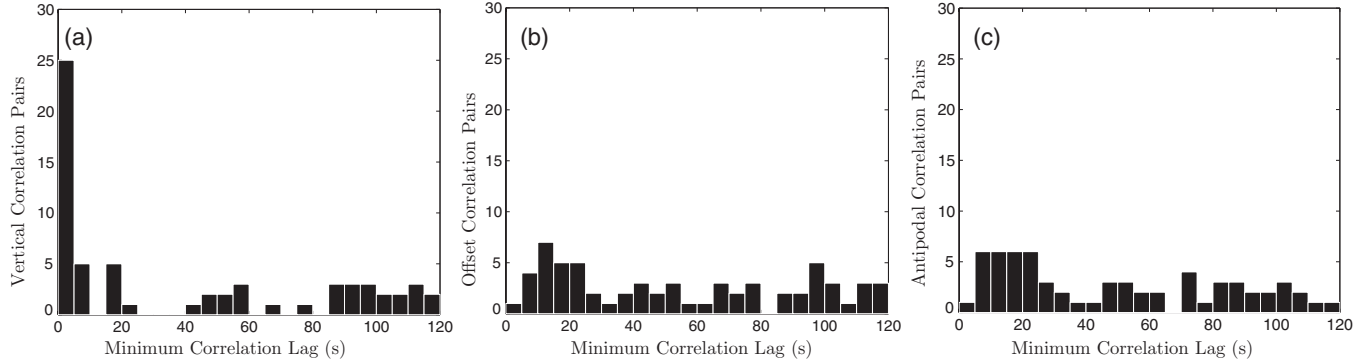 (a)
Vertical Correlation Pairs
30
25
20
15
10
5
0
0 20 40 60 80 100 120
Minimum Correlation Lag (s)
(b)
Offset Correlation Pairs
30
25
20
15
10
5
0
0 20 40 60 80 100 120
Minimum Correlation Lag (s)
(c)
Antipodal Correlation Pairs
30
25
20
15
10
5
0
0 20 40 60 80 100 120
Minimum Correlation Lag (s)